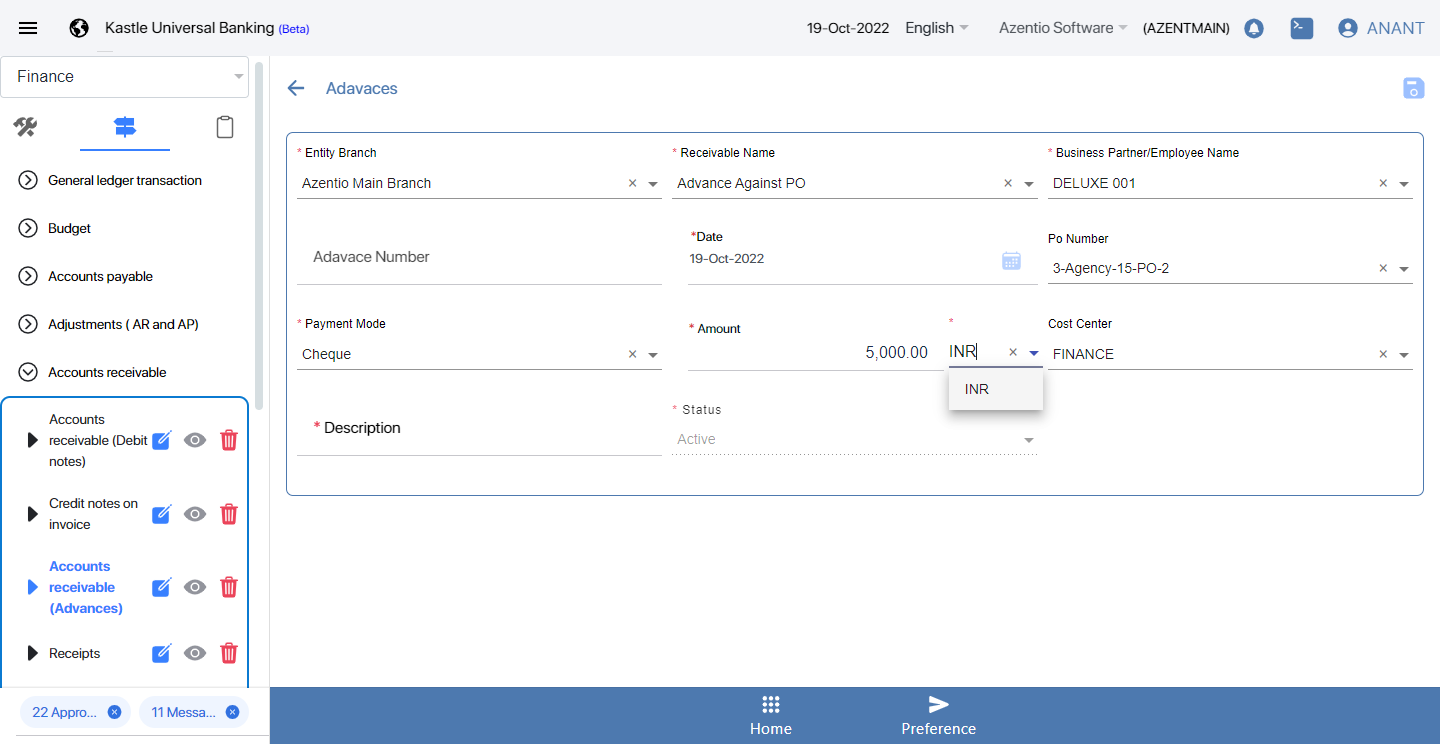 Kastle Universal Banking (Beta)
19-Oct-2022
English
Azentio Software
(AZENTMAIN)
ANANT
Finance
General ledger transaction
Budget
Accounts payable
Adjustments ( AR and AP)
Accounts receivable
Accounts
receivable (Debit
notes)
Credit notes on
invoice
Accounts
receivable
(Advances)
Receipts
22 Appro...
11 Messa...
Adavaces
* Entity Branch
Azentio Main Branch
* Receivable Name
Advance Against PO
* Business Partner/Employee Name
DELUXE 001
Adavace Number
*Date
19-Oct-2022
Po Number
3-Agency-15-PO-2
* Payment Mode
Cheque
* Amount
5,000.00
*
INR
INR
Cost Center
FINANCE
* Description
* Status
Active
Home
Preference